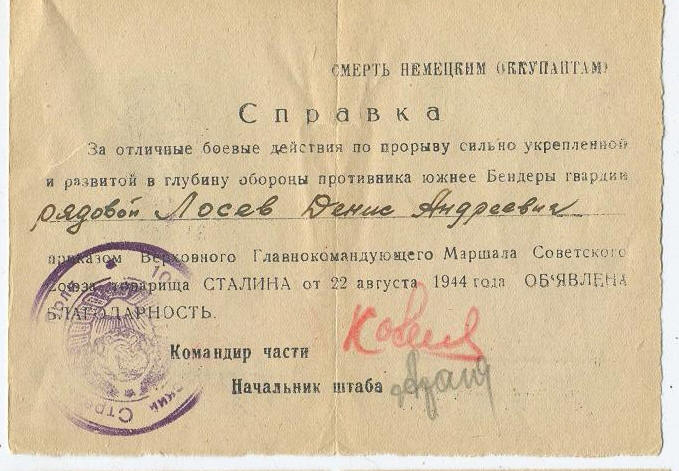 СМЕРТЬ НЕМЕЦКИМ ОККУПАНТАМ
Справка
За отличные боевые действия по прорыву сильно укрепленной
и развитой в глубину обороны противника южнее Бендеры гвардии
рядовой Лосев Денис Андреевич
приказом Верховного Главнокомандующего Маршала Советского
Союза товарища СТАЛИНА от 22 августа 1944 года ОБ‘ЯВЛЕНА
БЛАГОДАРНОСТЬ.
Командир части
Начальник штаба